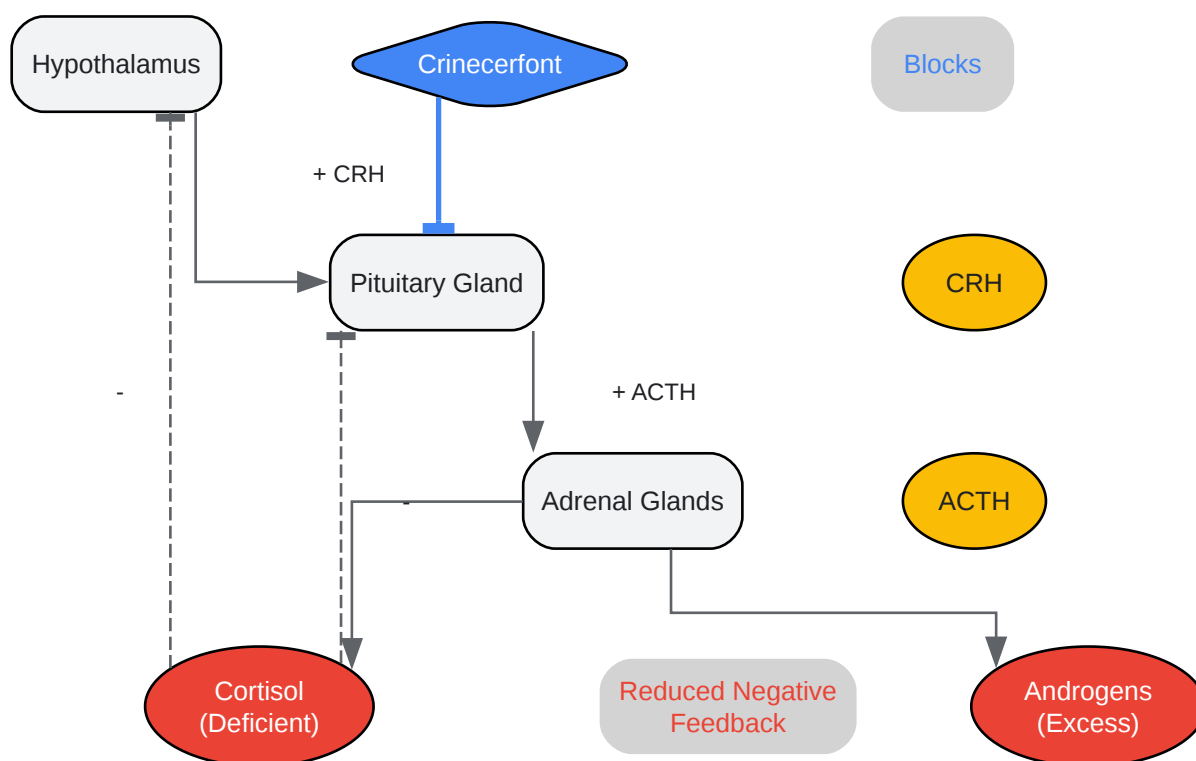 Hypothalamus
Crinecerfont
Blocks
+ CRH
Pituitary Gland
CRH
-
+ ACTH
-
Adrenal Glands
ACTH
Cortisol
(Deficient)
Reduced Negative
Feedback
Androgens
(Excess)